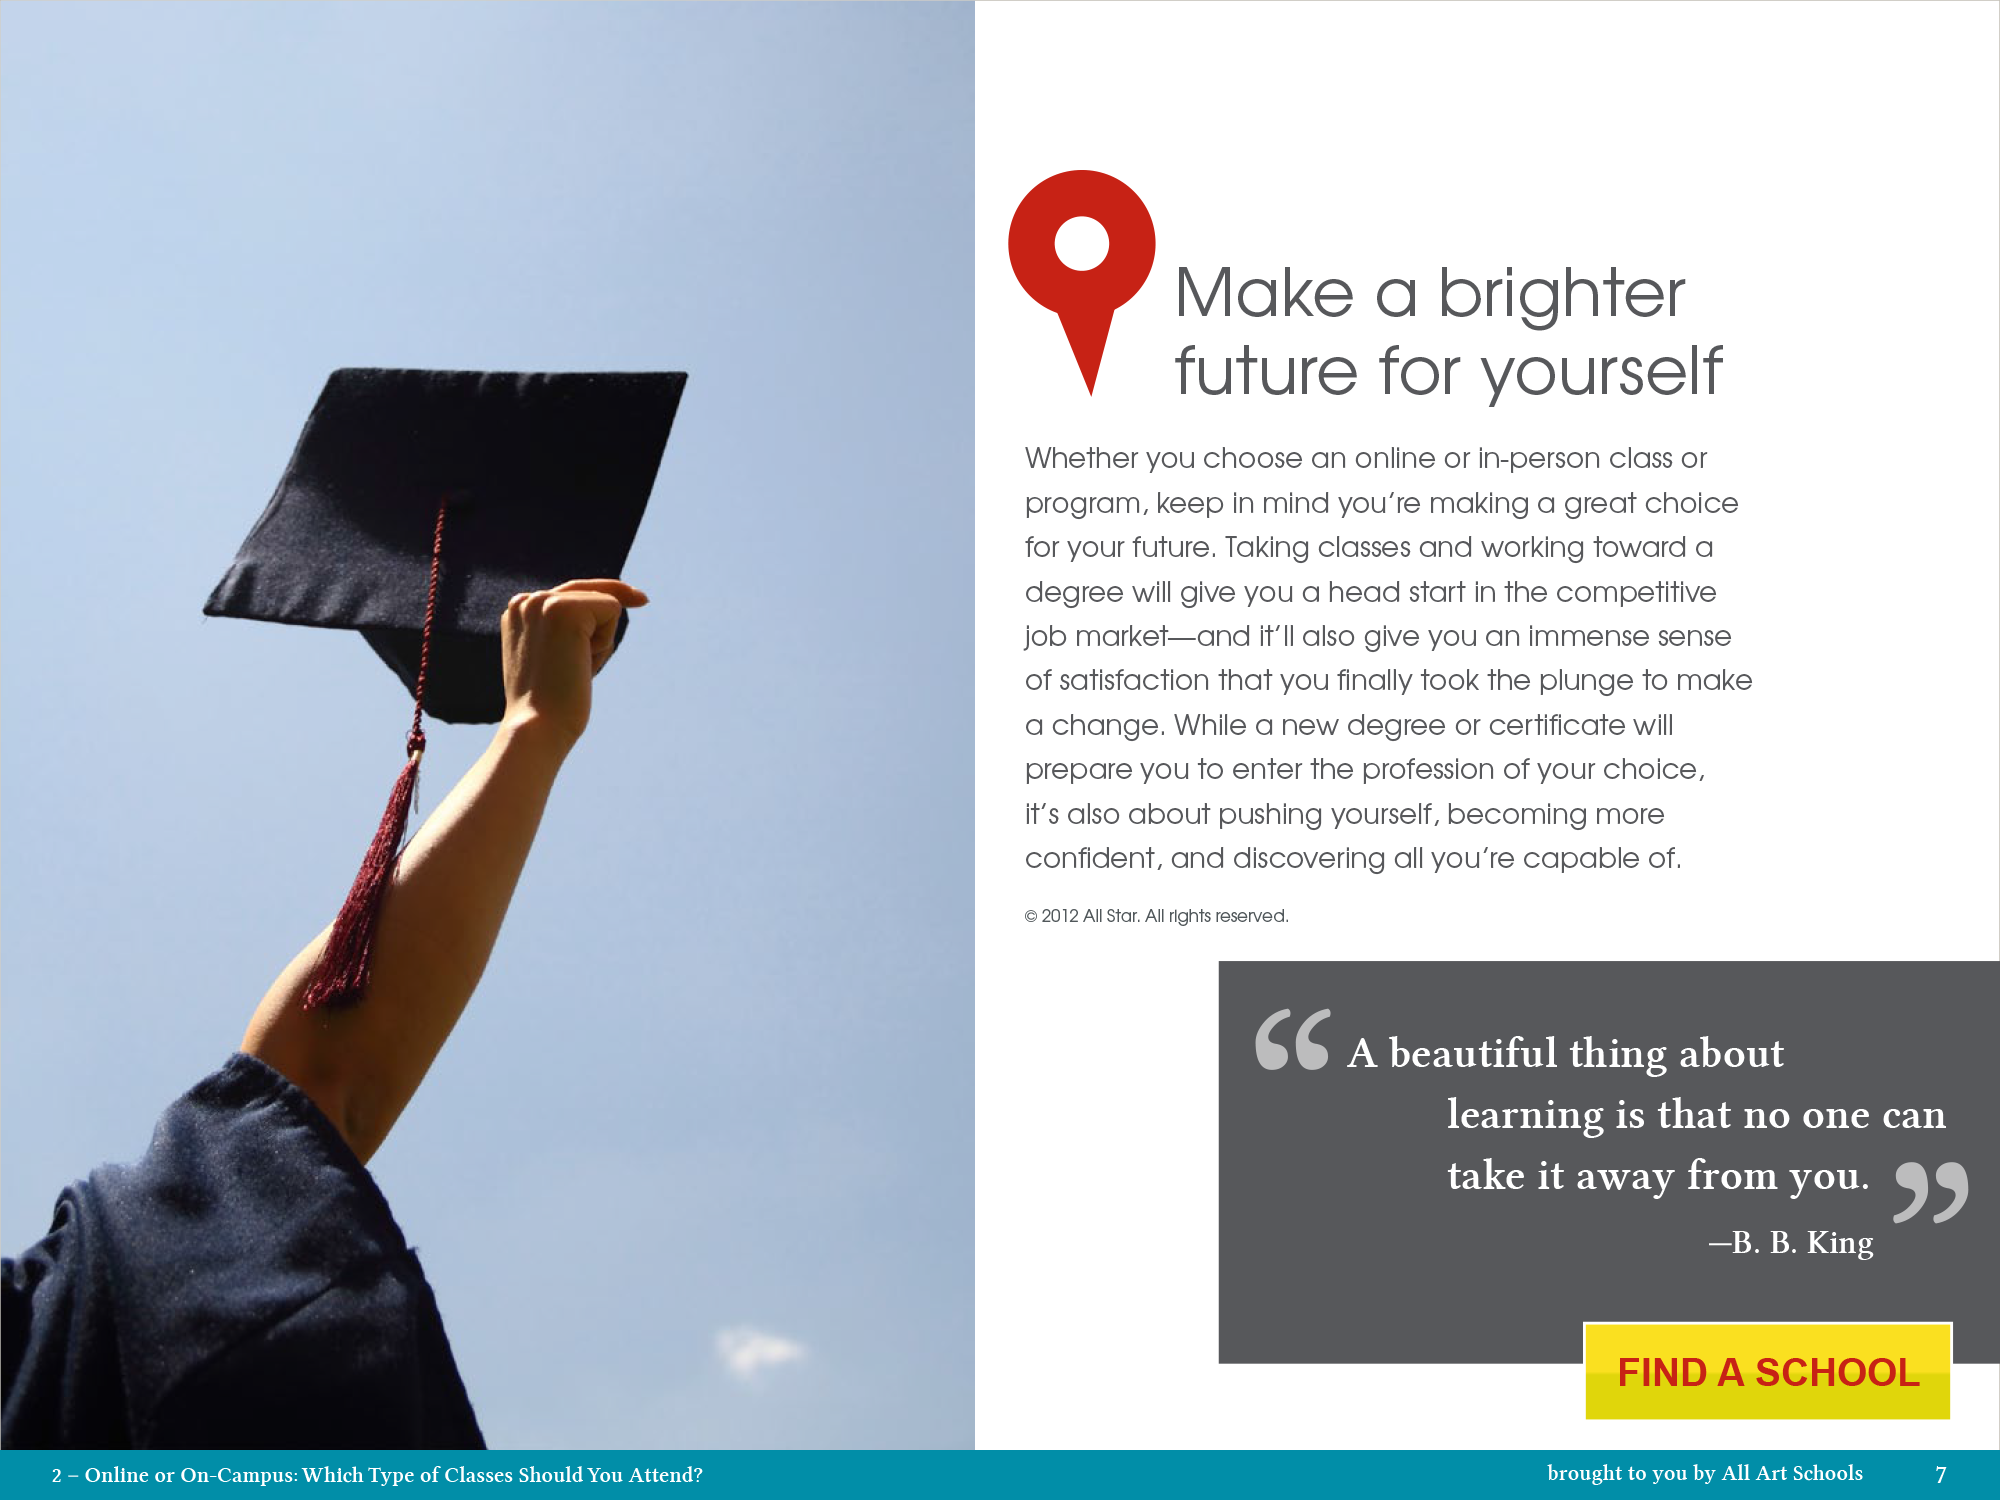 Make a brighter
future for yourself
Whether you choose an online or in-person class or
program, keep in mind you’re making a great choice
for your future. Taking classes and working toward a
degree will give you a head start in the competitive
job market—and it’ll also give you an immense sense
of satisfaction that you finally took the plunge to make
a change. While a new degree or certificate will
prepare you to enter the profession of your choice,
it’s also about pushing yourself, becoming more
confident, and discovering all you’re capable of.
© 2012 All Star. All rights reserved.
“ A beautiful thing about
learning is that no one can
take it away from you. ”
—B. B. King
FIND A SCHOOL
2 – Online or On-Campus: Which Type of Classes Should You Attend?
brought to you by All Art Schools 7